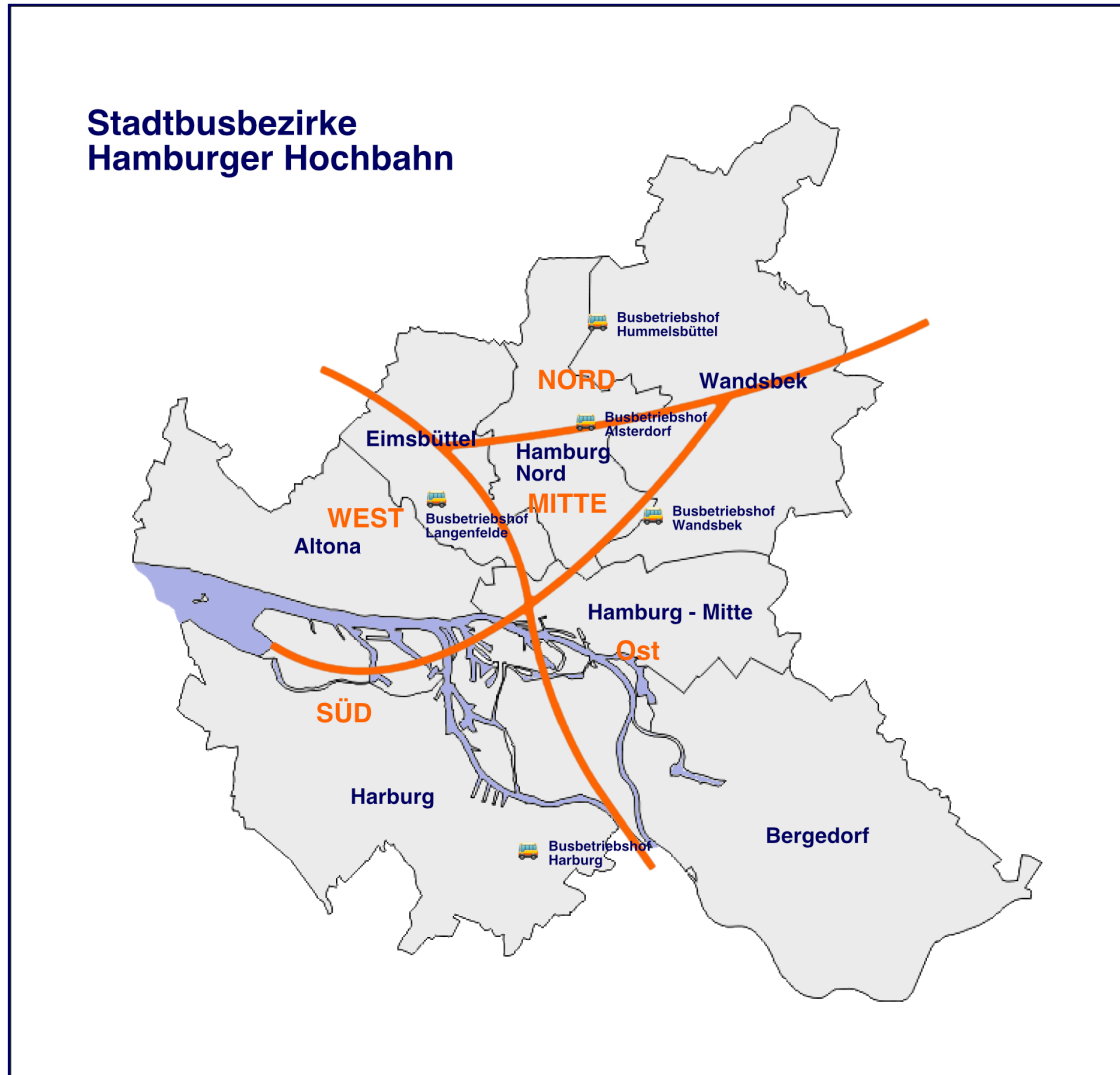 Stadtbusbezirke
Hamburger Hochbahn
Busbetriebshof
Hummelsbüttel
NORD
Wandsbek
Busbetriebshof
Alsterdorf
Eimsbüttel
Hamburg
Nord
MITTE
WEST
Busbetriebshof
Langenfelde
Busbetriebshof
Wandsbek
Altona
Hamburg - Mitte
Ost
SÜD
Harburg
Bergedorf
Busbetriebshof
Harburg